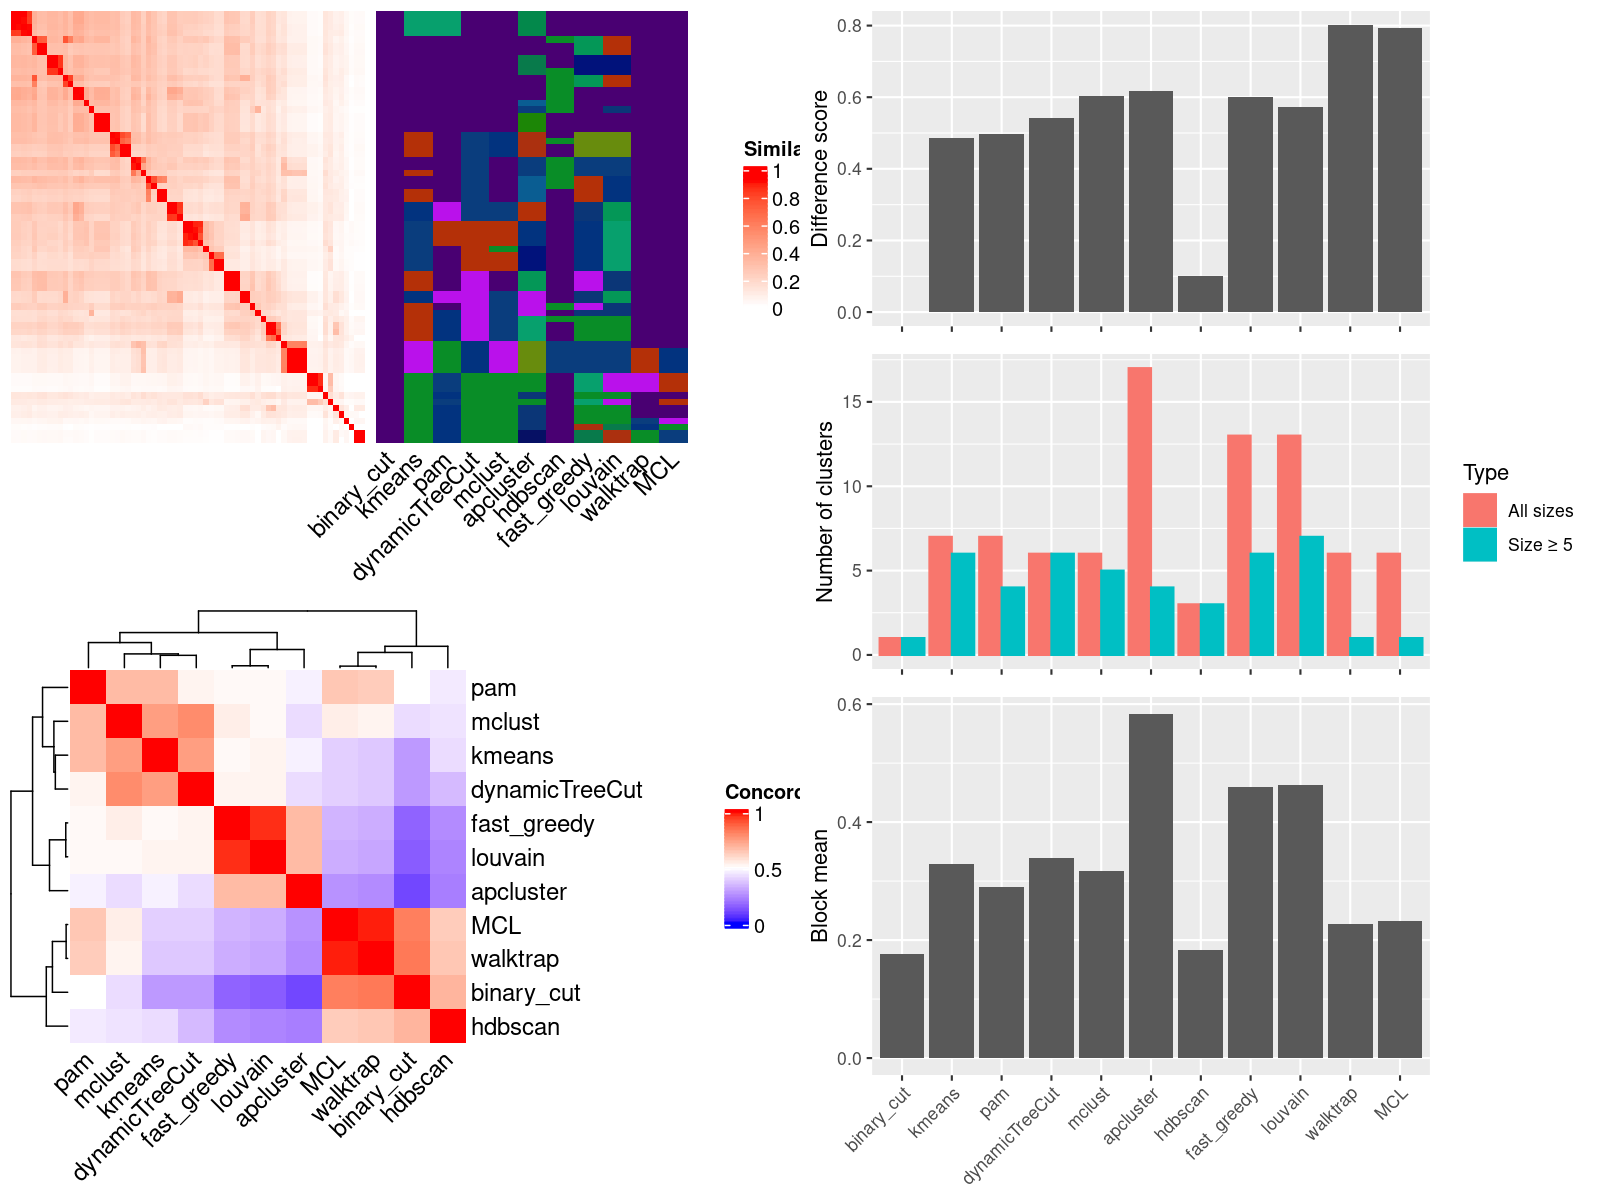 Simila
1
0.8
0.6
0.4
0.2
0
binary_cut
kmeans
pam
dynamicTreeCut
mclust
apcluster
hdbscan
fast_greedy
louvain
walktrap
MCL
Difference score
0.8
0.6
0.4
0.2
0.0
Number of clusters
15
10
5
0
Type
All sizes
Size ≥ 5
pam
mclust
kmeans
dynamicTreeCut
fast_greedy
louvain
apcluster
MCL
walktrap
binary_cut
hdbscan
pam
mclust
kmeans
dynamicTreeCut
fast_greedy
louvain
apcluster
MCL
walktrap
binary_cut
hdbscan
Concord
1
0.5
0
Block mean
0.6
0.4
0.2
0.0
binary_cut
kmeans
pam
dynamicTreeCut
mclust
apcluster
hdbscan
fast_greedy
louvain
walktrap
MCL